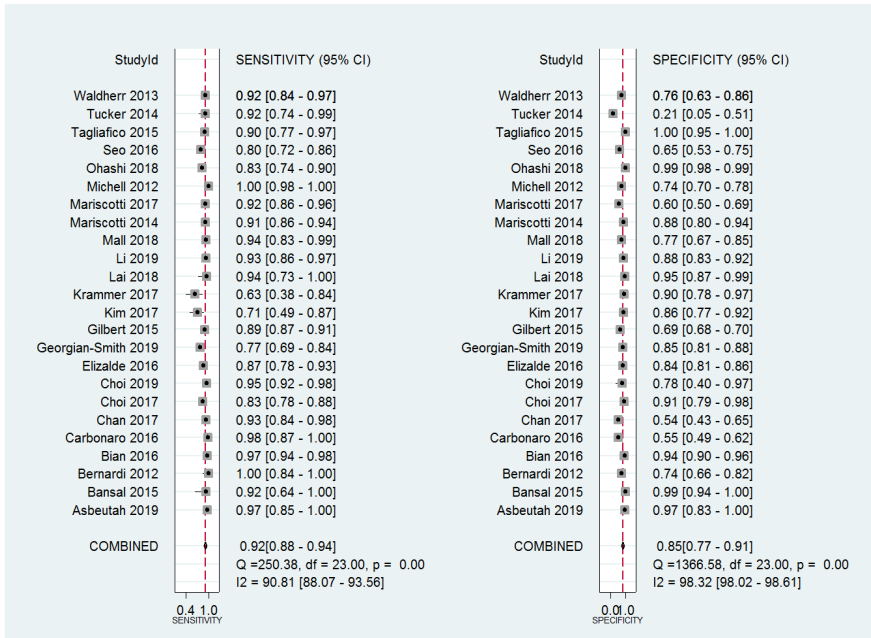 StudyId SENSITIVITY (95% CI) StudyId SPECIFICITY (95% CI)
Waldherr 2013 0.92 [0.84 - 0.97] Waldherr 2013 0.76 [0.63 - 0.86]
Tucker 2014 0.92 [0.74 - 0.99] Tucker 2014 0.21 [0.05 - 0.51]
Tagliafico 2015 0.90 [0.77 - 0.97] Tagliafico 2015 1.00 [0.95 - 1.00]
Seo 2016 0.80 [0.72 - 0.86] Seo 2016 0.65 [0.53 - 0.75]
Ohashi 2018 0.83 [0.74 - 0.90] Ohashi 2018 0.99 [0.98 - 0.99]
Michell 2012 1.00 [0.98 - 1.00] Michell 2012 0.74 [0.70 - 0.78]
Mariscotti 2017 0.92 [0.86 - 0.96] Mariscotti 2017 0.60 [0.50 - 0.69]
Mariscotti 2014 0.91 [0.86 - 0.94] Mariscotti 2014 0.88 [0.80 - 0.94]
Mall 2018 0.94 [0.83 - 0.99] Mall 2018 0.77 [0.67 - 0.85]
Li 2019 0.93 [0.86 - 0.97] Li 2019 0.88 [0.83 - 0.92]
Lai 2018 0.94 [0.73 - 1.00] Lai 2018 0.95 [0.87 - 0.99]
Krammer 2017 0.63 [0.38 - 0.84] Krammer 2017 0.90 [0.78 - 0.97]
Kim 2017 0.71 [0.49 - 0.87] Kim 2017 0.86 [0.77 - 0.92]
Gilbert 2015 0.89 [0.87 - 0.91] Gilbert 2015 0.69 [0.68 - 0.70]
Georgian-Smith 2019 0.77 [0.69 - 0.84] Georgian-Smith 2019 0.85 [0.81 - 0.88]
Elizalde 2016 0.87 [0.78 - 0.93] Elizalde 2016 0.84 [0.81 - 0.86]
Choi 2019 0.95 [0.92 - 0.98] Choi 2019 0.78 [0.40 - 0.97]
Choi 2017 0.83 [0.78 - 0.88] Choi 2017 0.91 [0.79 - 0.98]
Chan 2017 0.93 [0.84 - 0.98] Chan 2017 0.54 [0.43 - 0.65]
Carbonaro 2016 0.98 [0.87 - 1.00] Carbonaro 2016 0.55 [0.49 - 0.62]
Bian 2016 0.97 [0.94 - 0.98] Bian 2016 0.94 [0.90 - 0.96]
Bernardi 2012 1.00 [0.84 - 1.00] Bernardi 2012 0.74 [0.66 - 0.82]
Bansal 2015 0.92 [0.64 - 1.00] Bansal 2015 0.99 [0.94 - 1.00]
Asbeutah 2019 0.97 [0.85 - 1.00] Asbeutah 2019 0.97 [0.83 - 1.00]
COMBINED 0.92[0.88 - 0.94] COMBINED 0.85[0.77 - 0.91]
Q =250.38, df = 23.00, p = 0.00 Q =1366.58, df = 23.00, p = 0.00
I2 = 90.81 [88.07 - 93.56] I2 = 98.32 [98.02 - 98.61]
0.4 1.0 0.0 1.0
SENSITIVITY SPECIFICITY